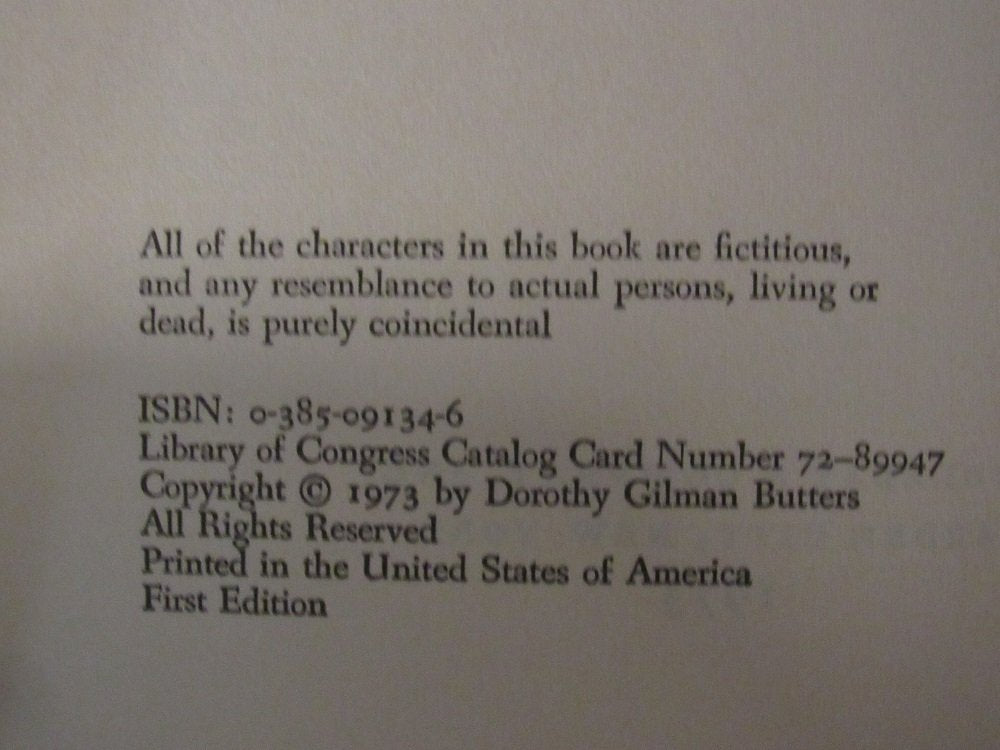 All of the characters in this book are fictitious,
and any resemblance to actual persons, living or
dead, is purely coincidental
ISBN: 0-385-09134-6
Library of Congress Catalog Card Number 72–89947
Copyright © 1973 by Dorothy Gilman Butters
All Rights Reserved
Printed in the United States of America
First Edition